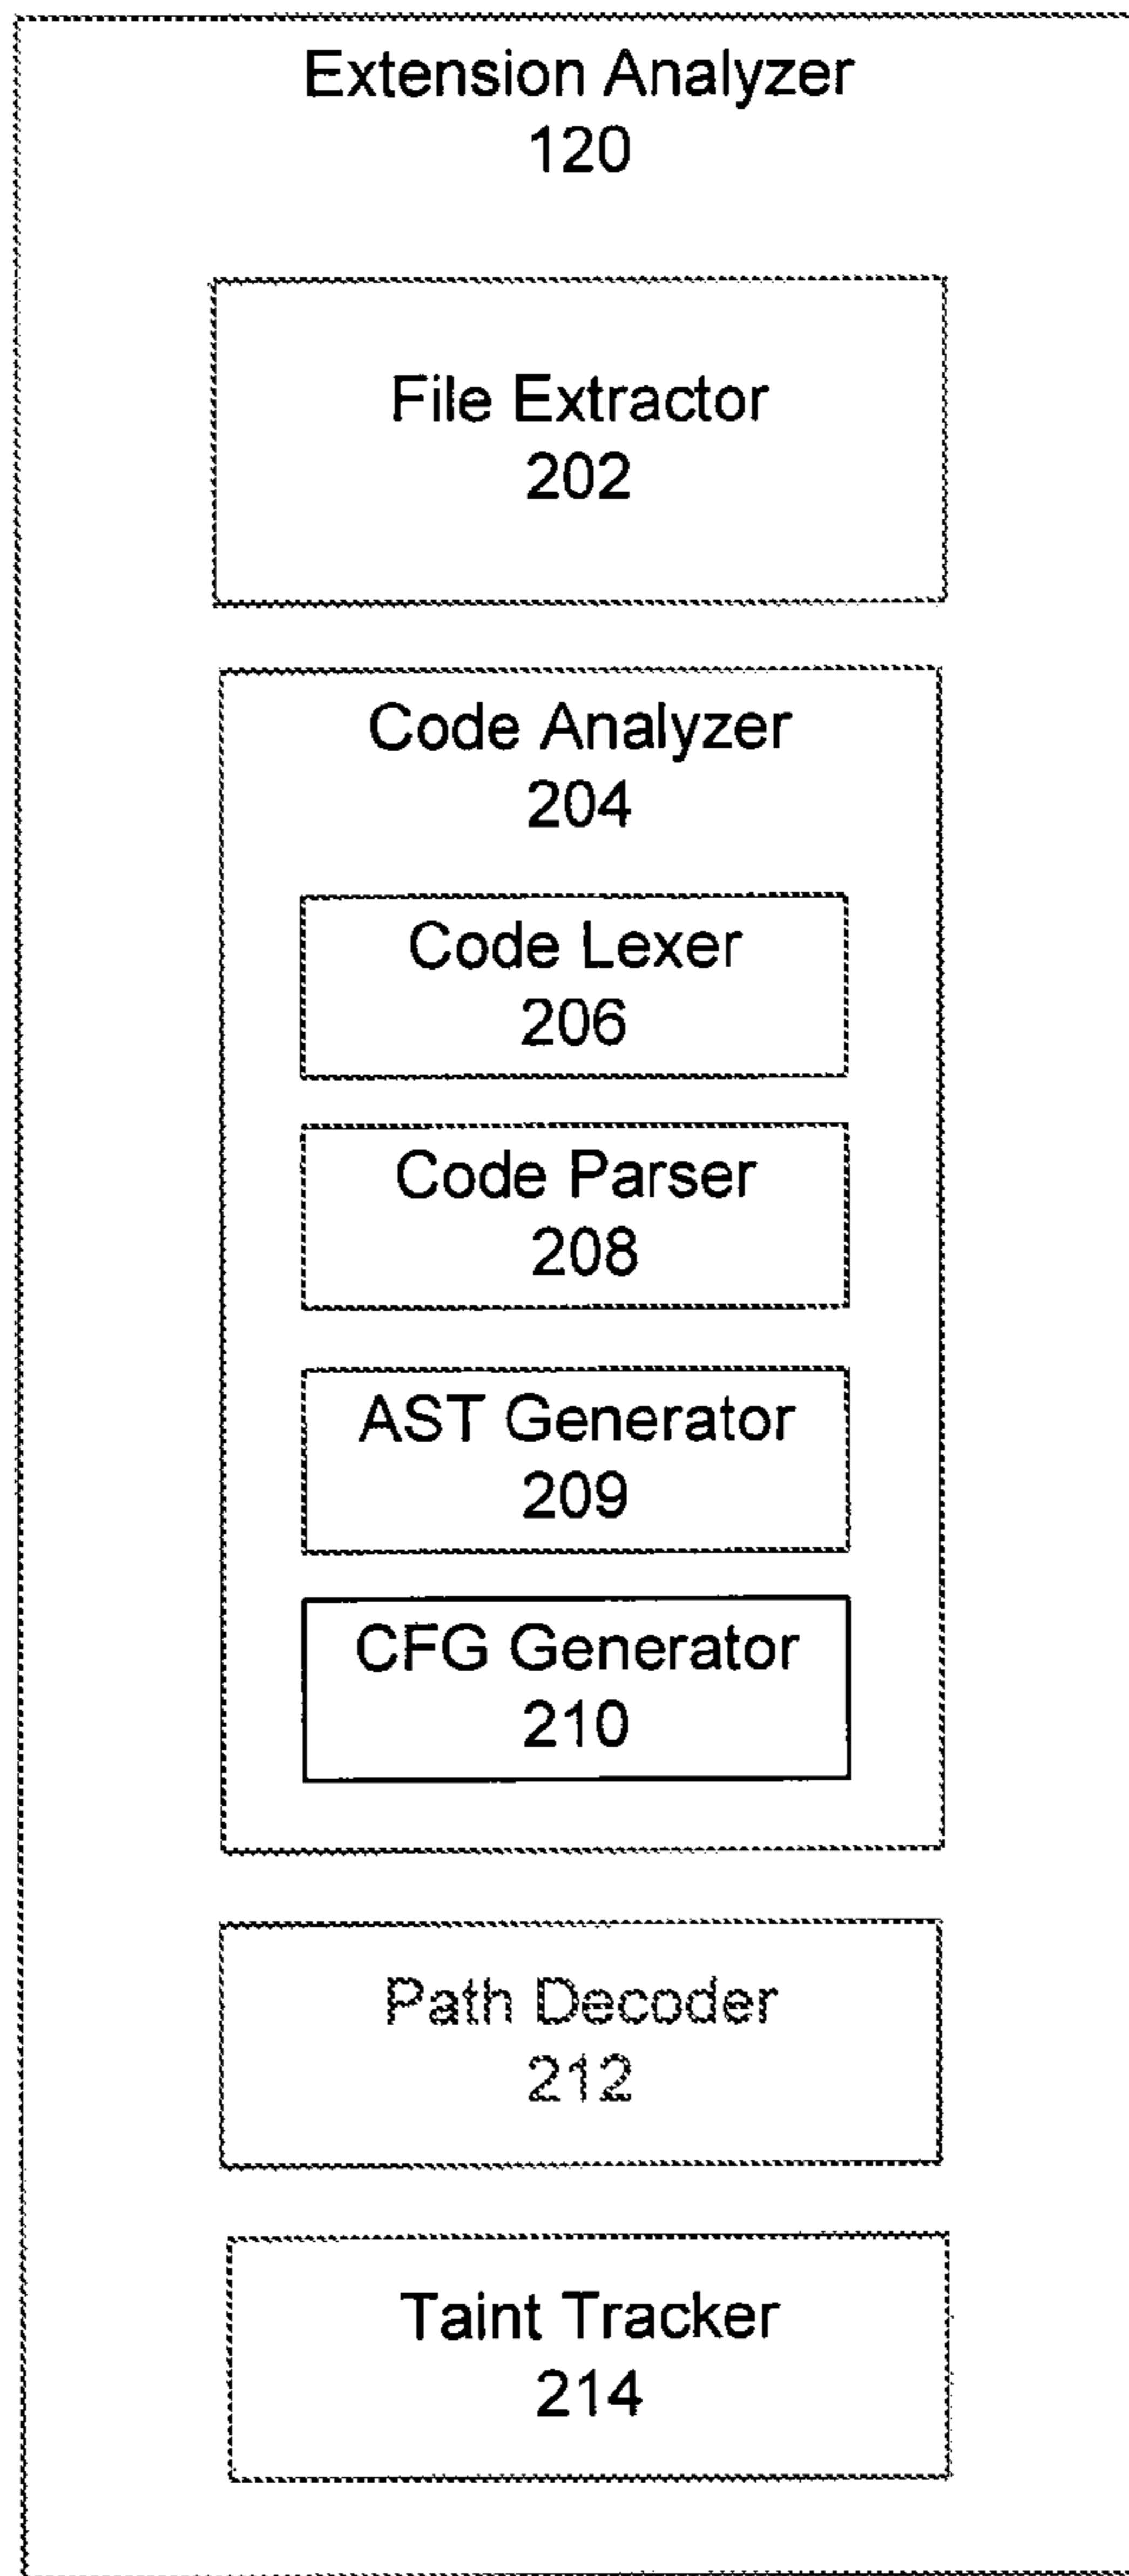 Extension Analyzer
120
File Extractor
202
Code Analyzer
204
Code Lexer
206
Code Parser
208
AST Generator
209
CFG Generator
210
Path Decoder
212
Taint Tracker
214